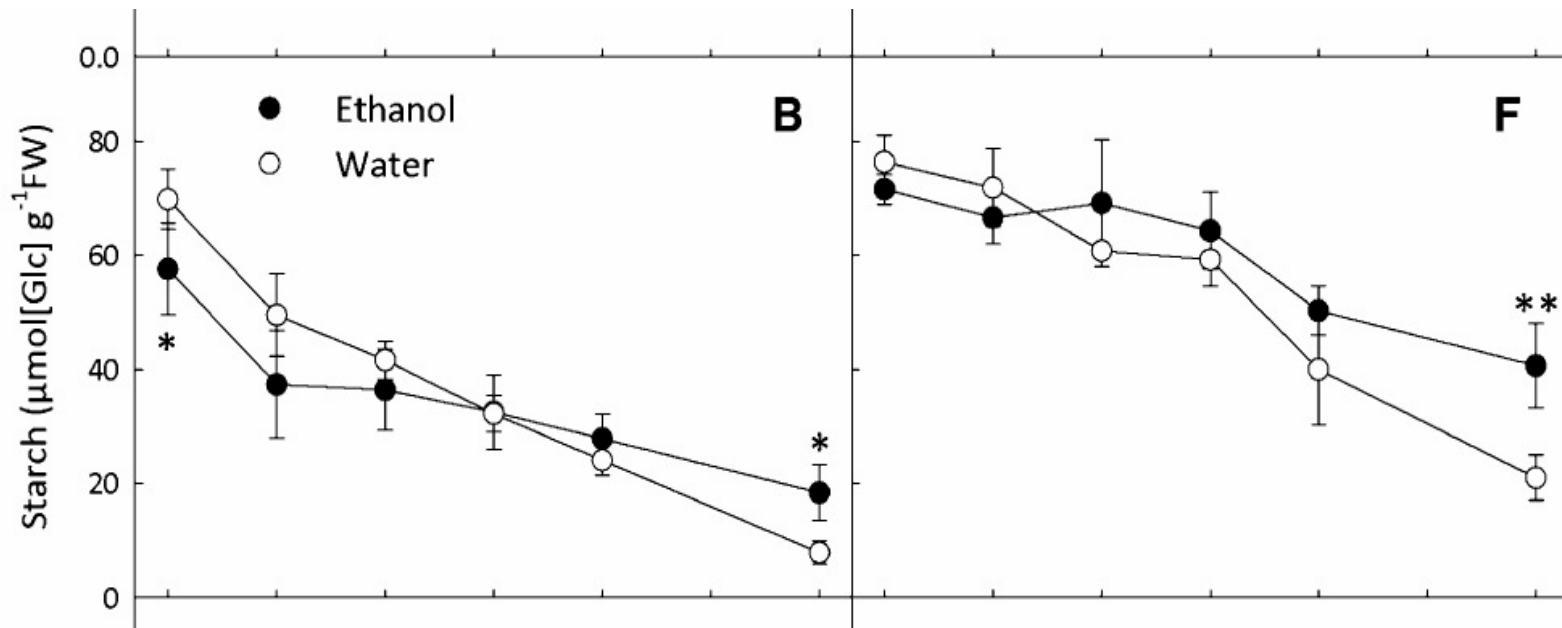 0.0
B
F
Ethanol
Water
80
60
40
20
0
Starch (µmol[Glc] g⁻¹FW)
*
*
**